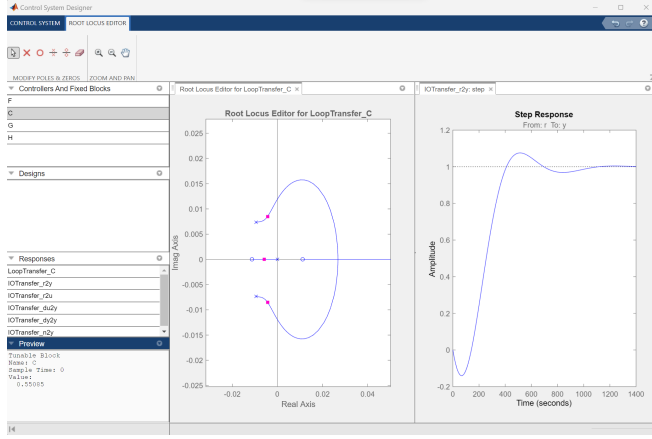 Control System Designer
CONTROL SYSTEM
ROOT LOCUS EDITOR
MODIFY POLES & ZEROS
ZOOM AND PAN
Controllers And Fixed Blocks
F
C
G
H
Designs
Responses
LoopTransfer_C
IOTransfer_r2y
IOTransfer_r2u
IOTransfer_du2y
IOTransfer_dy2y
IOTransfer_n2y
Preview
Tunable Block
Name: C
Sample Time: 0
Value:
0.55005
Root Locus Editor for LoopTransfer_C
Root Locus Editor for LoopTransfer_C
Imag Axis
0.025
0.02
0.015
0.01
0.005
0
-0.005
-0.01
-0.015
-0.02
-0.025
-0.02 0 0.02 0.04
Real Axis
IOTransfer_r2y: step
Step Response
From: r To: y
Amplitude
1.2
1
0.8
0.6
0.4
0.2
0
-0.2
0 200 400 600 800 1000 1200 1400
Time (seconds)